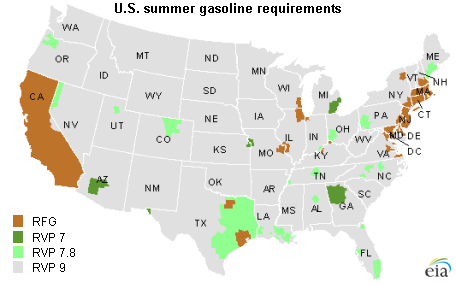 U.S. summer gasoline requirements
WA
MT
ND
MN
ME
OR
ID
SD
WI
MI
VT
NH
NY
MA
CT
WY
NE
IA
PA
NJ
CA
NV
UT
CO
KS
MO
IL
IN
OH
WV
MD
DE
DC
VA
KY
AZ
NM
OK
AR
TN
NC
SC
TX
LA
MS
AL
GA
FL
RFG
RVP 7
RVP 7.8
RVP 9
eia